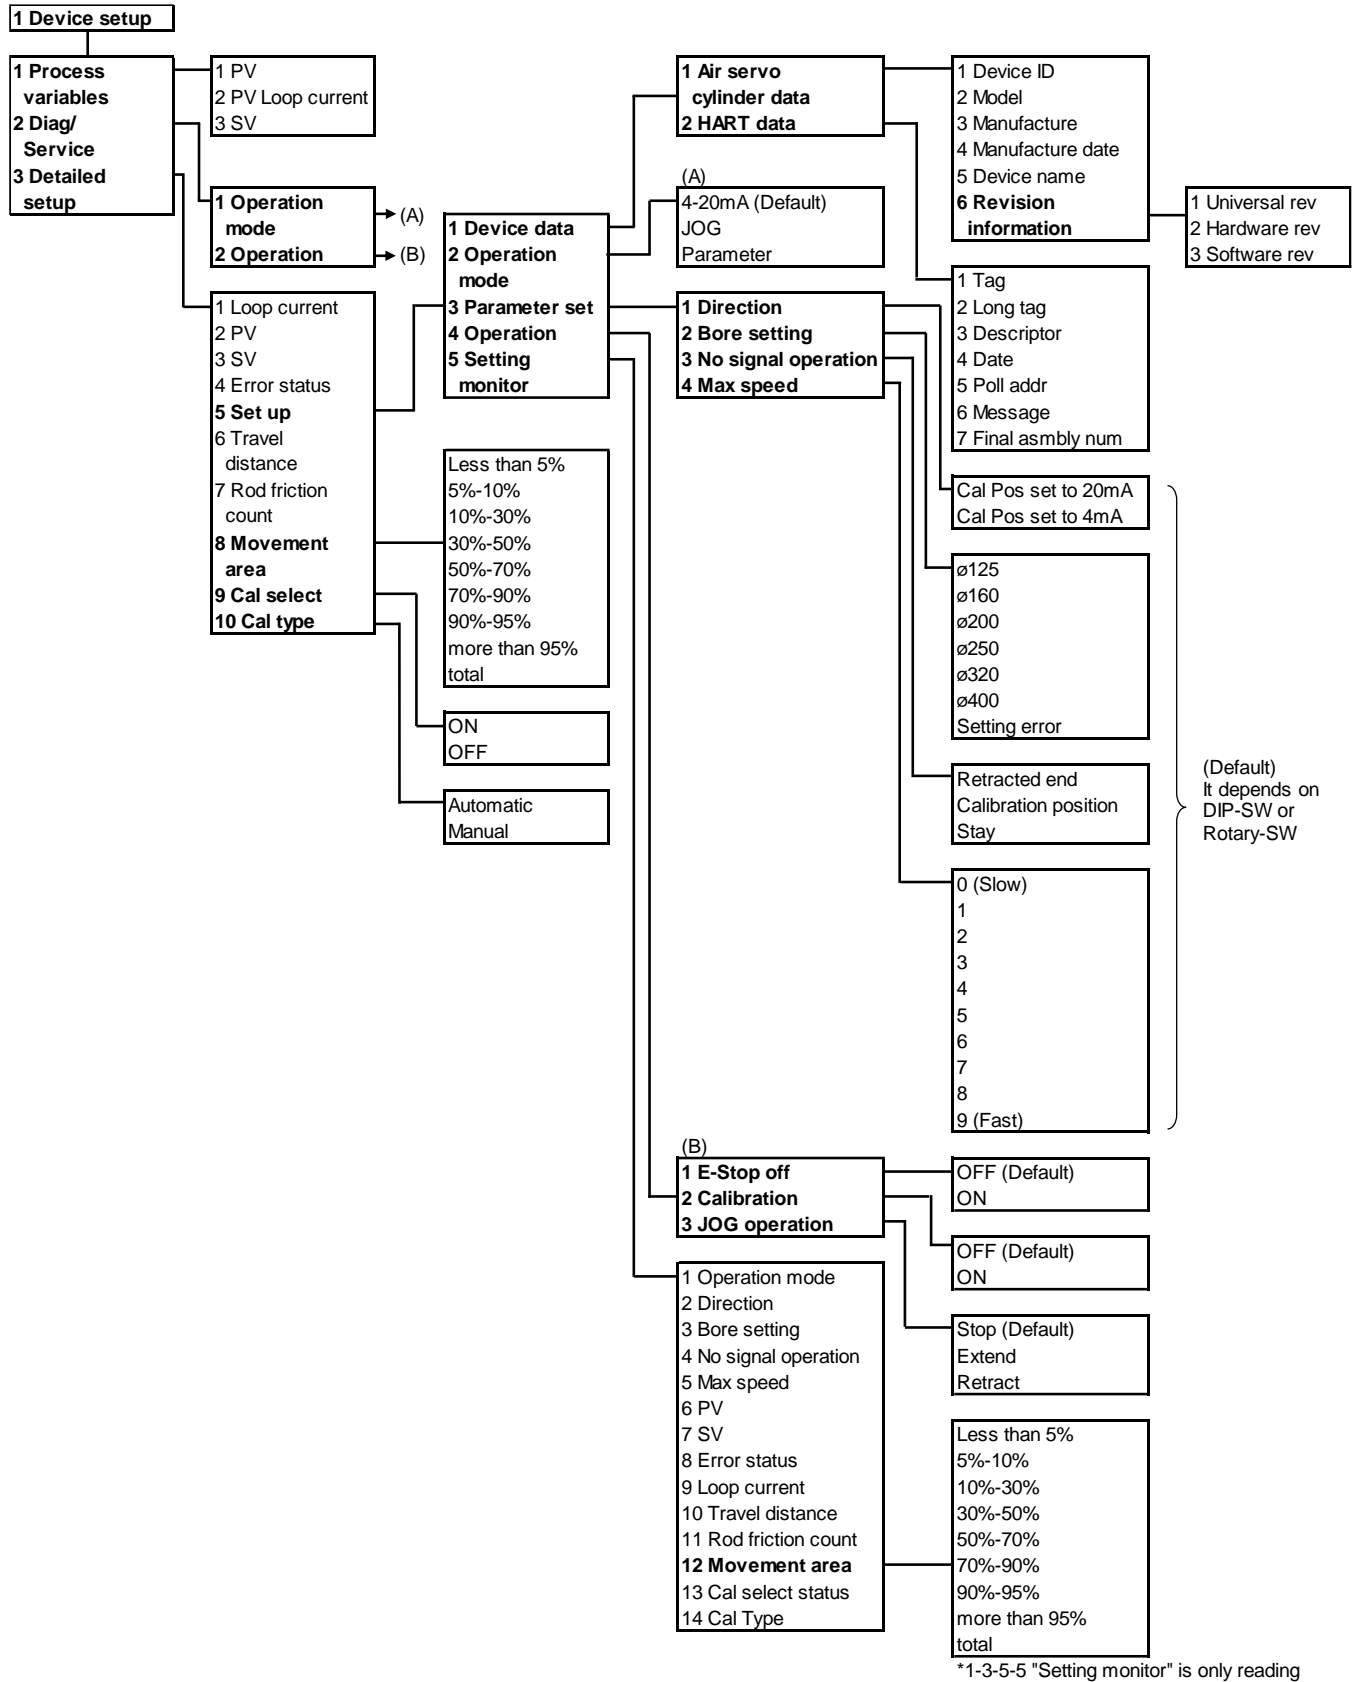 1 Device setup
1 Process
variables
2 Diag/
Service
3 Detailed
setup
1 PV
2 PV Loop current
3 SV
1 Operation
mode
2 Operation
(A)
(B)
1 Loop current
2 PV
3 SV
4 Error status
5 Set up
6 Travel
distance
7 Rod friction
count
8 Movement
area
9 Cal select
10 Cal type
1 Device data
2 Operation
mode
3 Parameter set
4 Operation
5 Setting
monitor
Less than 5%
5%-10%
10%-30%
30%-50%
50%-70%
70%-90%
90%-95%
more than 95%
total
ON
OFF
Automatic
Manual
1 Air servo
cylinder data
2 HART data
(A)
4-20mA (Default)
JOG
Parameter
1 Direction
2 Bore setting
3 No signal operation
4 Max speed
1 Device ID
2 Model
3 Manufacture
4 Manufacture date
5 Device name
6 Revision
information
1 Universal rev
2 Hardware rev
3 Software rev
1 Tag
2 Long tag
3 Descriptor
4 Date
5 Poll addr
6 Message
7 Final asmbly num
Cal Pos set to 20mA
Cal Pos set to 4mA
ø125
ø160
ø200
ø250
ø320
ø400
Setting error
Retracted end
Calibration position
Stay
0 (Slow)
1
2
3
4
5
6
7
8
9 (Fast)
(Default)
It depends on
DIP-SW or
Rotary-SW
(B)
1 E-Stop off
2 Calibration
3 JOG operation
OFF (Default)
ON
OFF (Default)
ON
Stop (Default)
Extend
Retract
1 Operation mode
2 Direction
3 Bore setting
4 No signal operation
5 Max speed
6 PV
7 SV
8 Error status
9 Loop current
10 Travel distance
11 Rod friction count
12 Movement area
13 Cal select status
14 Cal Type
Less than 5%
5%-10%
10%-30%
30%-50%
50%-70%
70%-90%
90%-95%
more than 95%
total
*1-3-5-5 "Setting monitor" is only reading